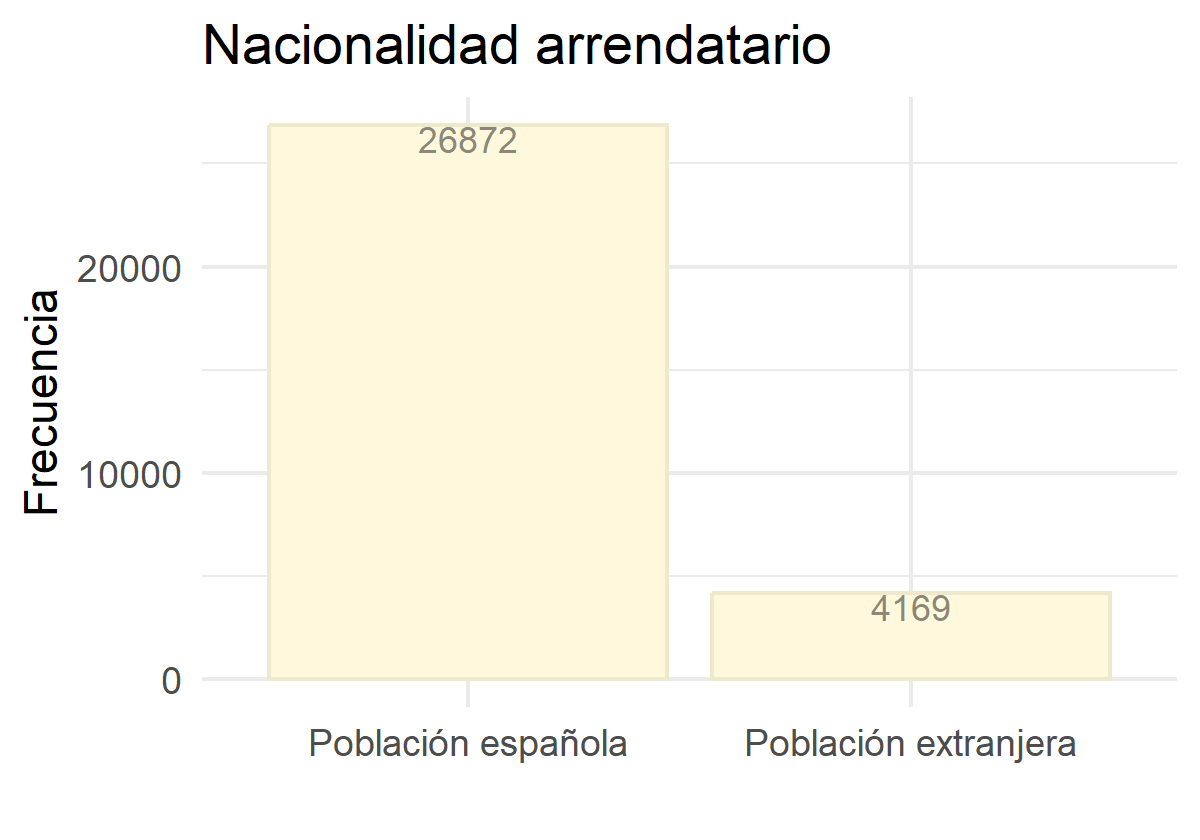 Nacionalidad arrendatario
Frecuencia
20000
10000
0
26872
4169
Población española
Población extranjera